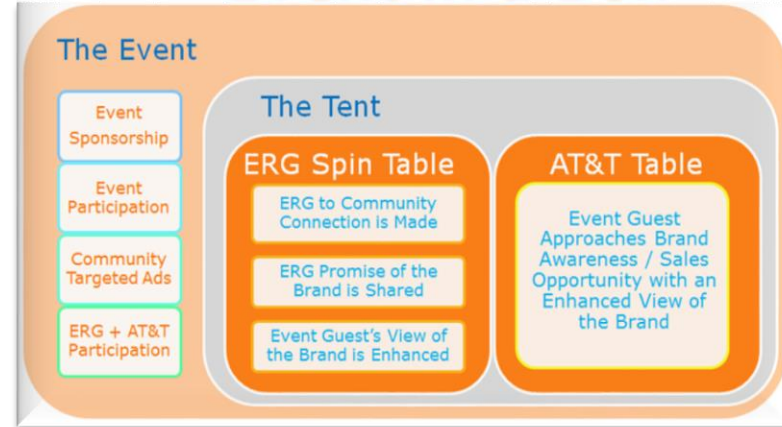 The Event
Event
Sponsorship
Event
Participation
Community
Targeted Ads
ERG + AT&T
Participation
The Tent
ERG Spin Table
ERG to Community
Connection is Made
ERG Promise of the
Brand is Shared
Event Guest's View of
the Brand is Enhanced
AT&T Table
Event Guest
Approaches Brand
Awareness / Sales
Opportunity with an
Enhanced View of
the Brand